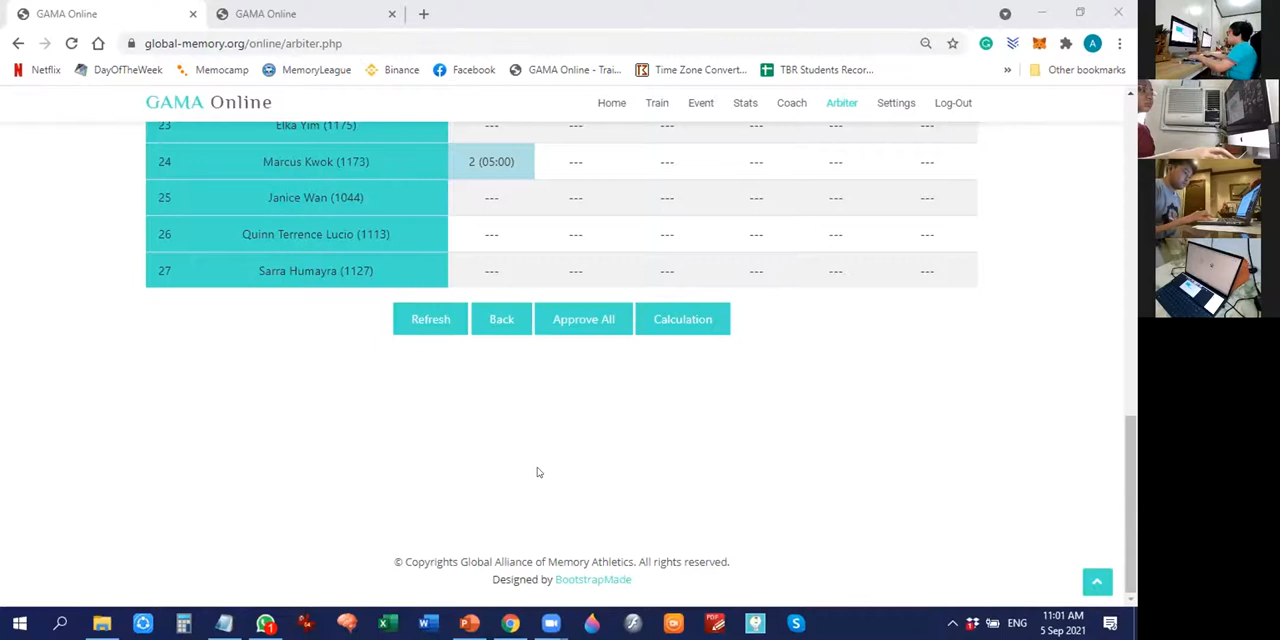 GAMA Online
GAMA Online
global-memory.org/online/arbiter.php
A
Netflix
DayOfTheWeek
Memocamp
MemoryLeague
Binance
Facebook
GAMA Online - Trai...
Time Zone Convert...
TBR Students Recor...
»
Other bookmarks
GAMA Online
Home Train Event Stats Coach Arbiter Settings Log-Out
23 Elka Yim (1175) --- --- --- --- --- ---
24 Marcus Kwok (1173) 2 (05:00) --- --- --- --- ---
25 Janice Wan (1044) --- --- --- --- --- ---
26 Quinn Terrence Lucio (1113) --- --- --- --- --- ---
27 Sarra Humayra (1127) --- --- --- --- --- ---
Refresh Back Approve All Calculation
© Copyrights Global Alliance of Memory Athletics. All rights reserved.
Designed by BootstrapMade
ENG
11:01 AM
5 Sep 2021